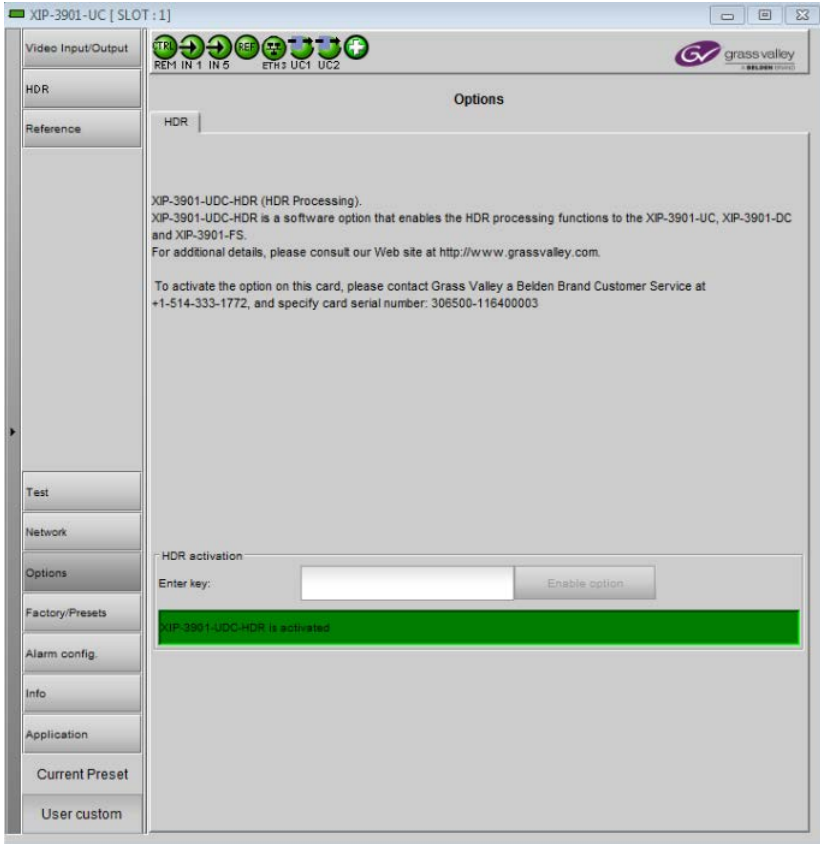 XIP-3901-UC [ SLOT : 1]
Video Input/Output
HDR
Reference
Test
Network
Options
Factory/Presets
Alarm config.
Info
Application
Current Preset
User custom
CTRL REF
REM IN 1 IN 5 ETH3 UC1 UC2
grass valley
A BELDEN BRAND
Options
HDR
XIP-3901-UDC-HDR (HDR Processing).
XIP-3901-UDC-HDR is a software option that enables the HDR processing functions to the XIP-3901-UC, XIP-3901-DC
and XIP-3901-FS.
For additional details, please consult our Web site at http://www.grassvalley.com.
To activate the option on this card, please contact Grass Valley a Belden Brand Customer Service at
+1-514-333-1772, and specify card serial number: 306500-116400003
HDR activation
Enter key:
Enable option...
XIP-3901-UDC-HDR is activated